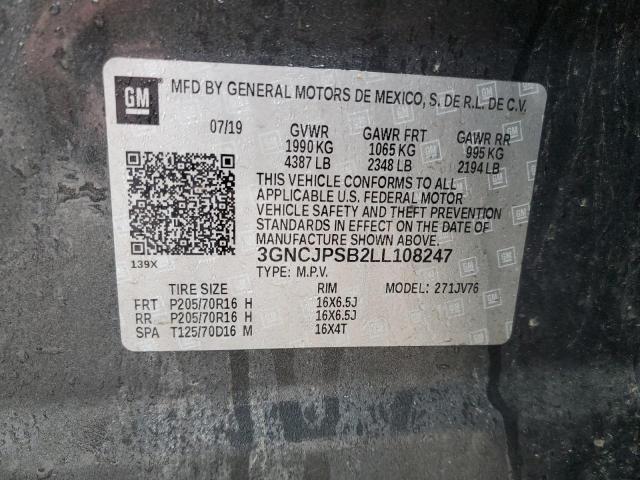 GM
MFD BY GENERAL MOTORS DE MEXICO, S. DE R.L. DE C.V.
07/19 GVWR GAWR FRT GAWR RR
1990 KG 1065 KG 995 KG
4387 LB 2348 LB 2194 LB
THIS VEHICLE CONFORMS TO ALL
APPLICABLE U.S. FEDERAL MOTOR
VEHICLE SAFETY AND THEFT PREVENTION
STANDARDS IN EFFECT ON THE DATE OF
MANUFACTURE SHOWN ABOVE.
139X 3GNCJPSB2LL108247
TYPE: M.P.V.
TIRE SIZE RIM MODEL: 271JV76
FRT P205/70R16 H 16X6.5J
RR P205/70R16 H 16X6.5J
SPA T125/70D16 M 16X4T